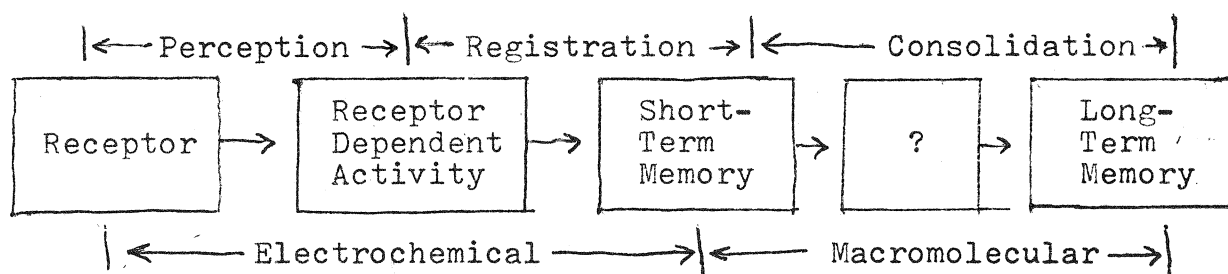 Perception Registration Consolidation
Receptor
Receptor
Dependent
Activity
Short-
Term
Memory
?
Long-
Term
Memory
Electrochemical Macromolecular